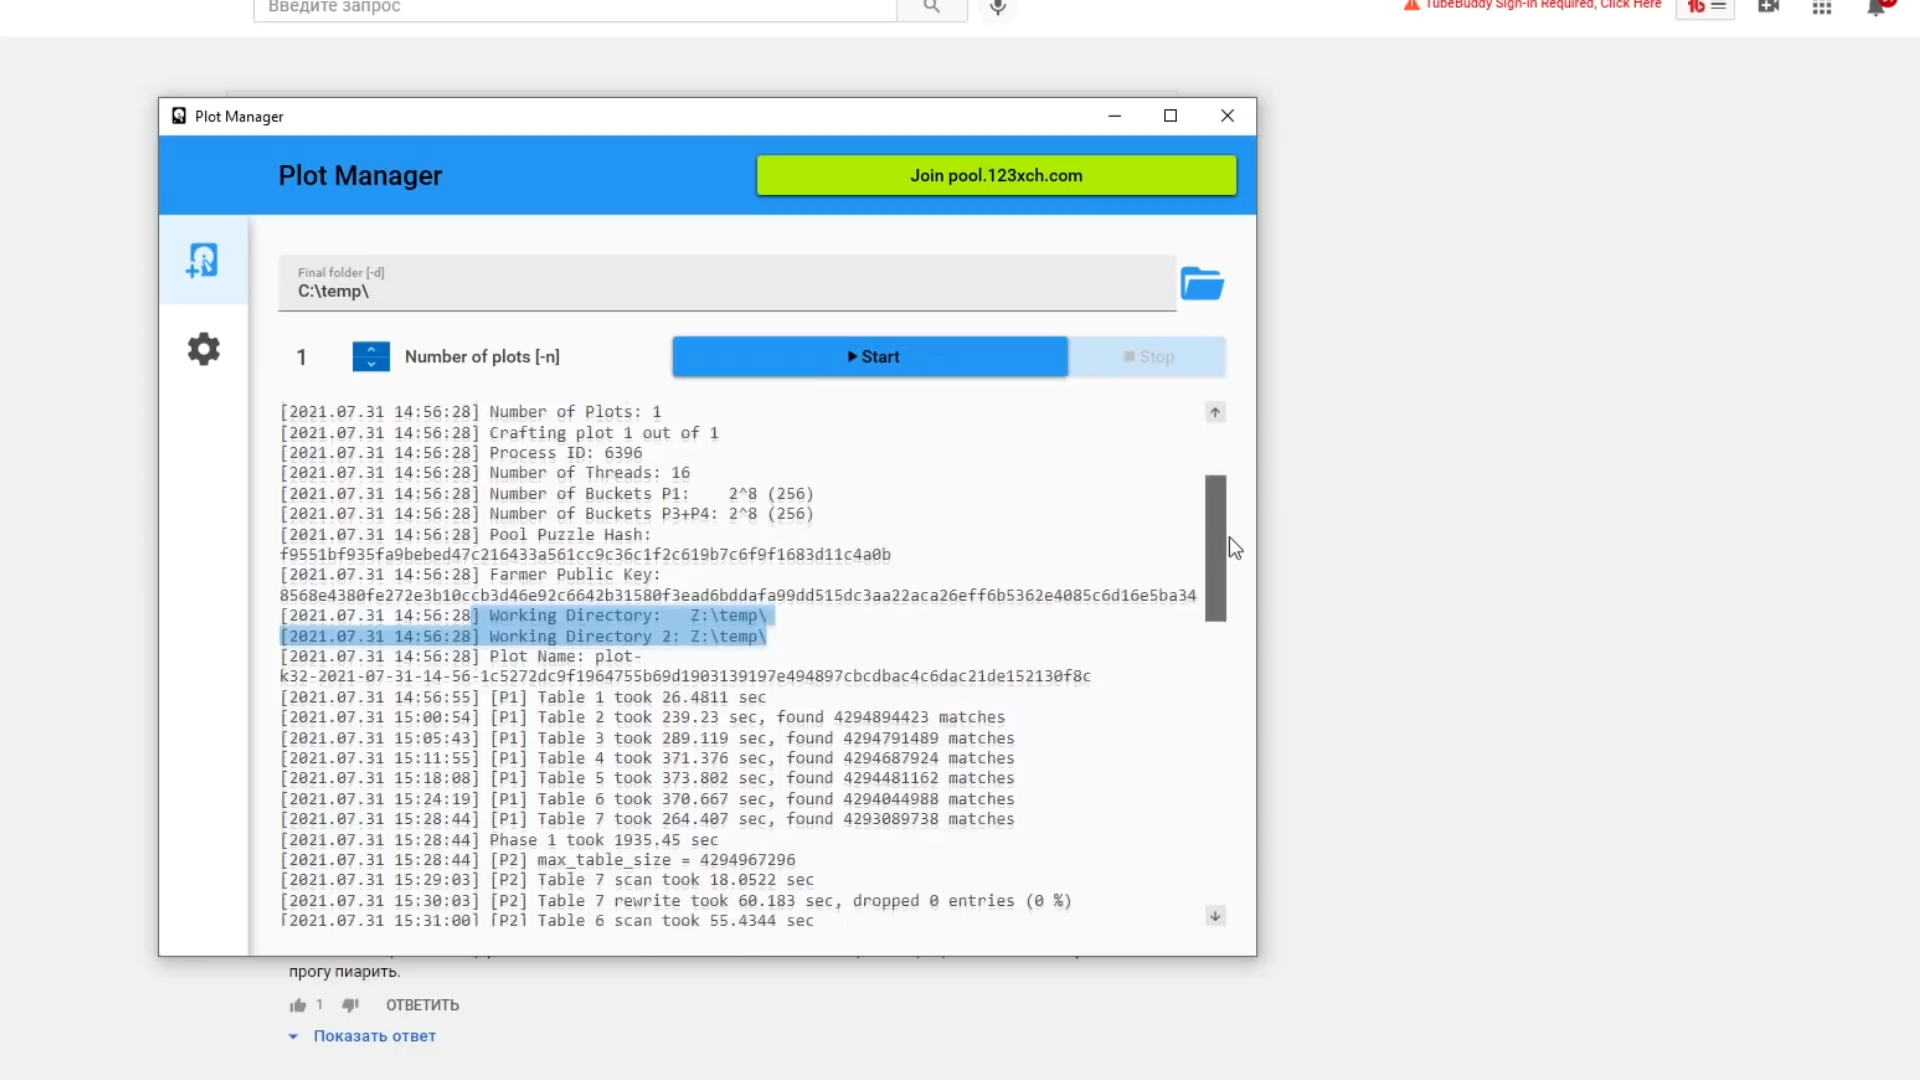 Введите запрос
TubeBuddy Sign-in Required, Click Here
Plot Manager
Plot Manager
Join pool.123xch.com
Final folder [-d]
C:\temp\
1
Number of plots [-n]
Start
Stop
[2021.07.31 14:56:28] Number of Plots: 1
[2021.07.31 14:56:28] Crafting plot 1 out of 1
[2021.07.31 14:56:28] Process ID: 6396
[2021.07.31 14:56:28] Number of Threads: 16
[2021.07.31 14:56:28] Number of Buckets P1:    2^8 (256)
[2021.07.31 14:56:28] Number of Buckets P3+P4: 2^8 (256)
[2021.07.31 14:56:28] Pool Puzzle Hash:
f9551bf935fa9bebed47c216433a561cc9c36c1f2c619b7c6f9f1683d11c4a0b
[2021.07.31 14:56:28] Farmer Public Key:
8568e4380fe272e3b10ccb3d46e92c6642b31580f3ead6bddafa99dd515dc3aa22aca26eff6b5362e4085c6d16e5ba34
[2021.07.31 14:56:28] Working Directory:   Z:\temp\
[2021.07.31 14:56:28] Working Directory 2: Z:\temp\
[2021.07.31 14:56:28] Plot Name: plot-
k32-2021-07-31-14-56-1c5272dc9f1964755b69d1903139197e494897cbcdbac4c6dac21de152130f8c
[2021.07.31 14:56:55] [P1] Table 1 took 26.4811 sec
[2021.07.31 15:00:54] [P1] Table 2 took 239.23 sec, found 4294894423 matches
[2021.07.31 15:05:43] [P1] Table 3 took 289.119 sec, found 4294791489 matches
[2021.07.31 15:11:55] [P1] Table 4 took 371.376 sec, found 4294687924 matches
[2021.07.31 15:18:08] [P1] Table 5 took 373.802 sec, found 4294481162 matches
[2021.07.31 15:24:19] [P1] Table 6 took 370.667 sec, found 4294044988 matches
[2021.07.31 15:28:44] [P1] Table 7 took 264.407 sec, found 4293089738 matches
[2021.07.31 15:28:44] Phase 1 took 1935.45 sec
[2021.07.31 15:28:44] [P2] max_table_size = 4294967296
[2021.07.31 15:29:03] [P2] Table 7 scan took 18.0522 sec
[2021.07.31 15:30:03] [P2] Table 7 rewrite took 60.183 sec, dropped 0 entries (0 %)
[2021.07.31 15:31:00] [P2] Table 6 scan took 55.4344 sec
прогу пиарить.
1
ОТВЕТИТЬ
Показать ответ